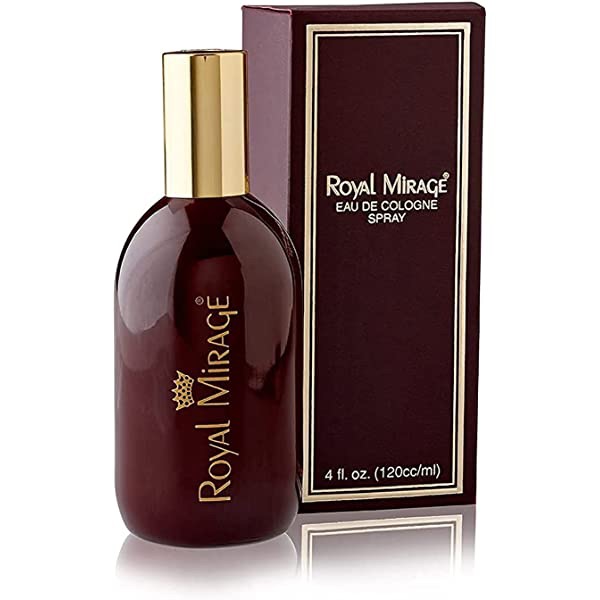 ROYAL MiRAGE®
ROYAL MiRAGE®
EAU DE COLOGNE
SPRAY
4 fl. oz. (120cc/ml)